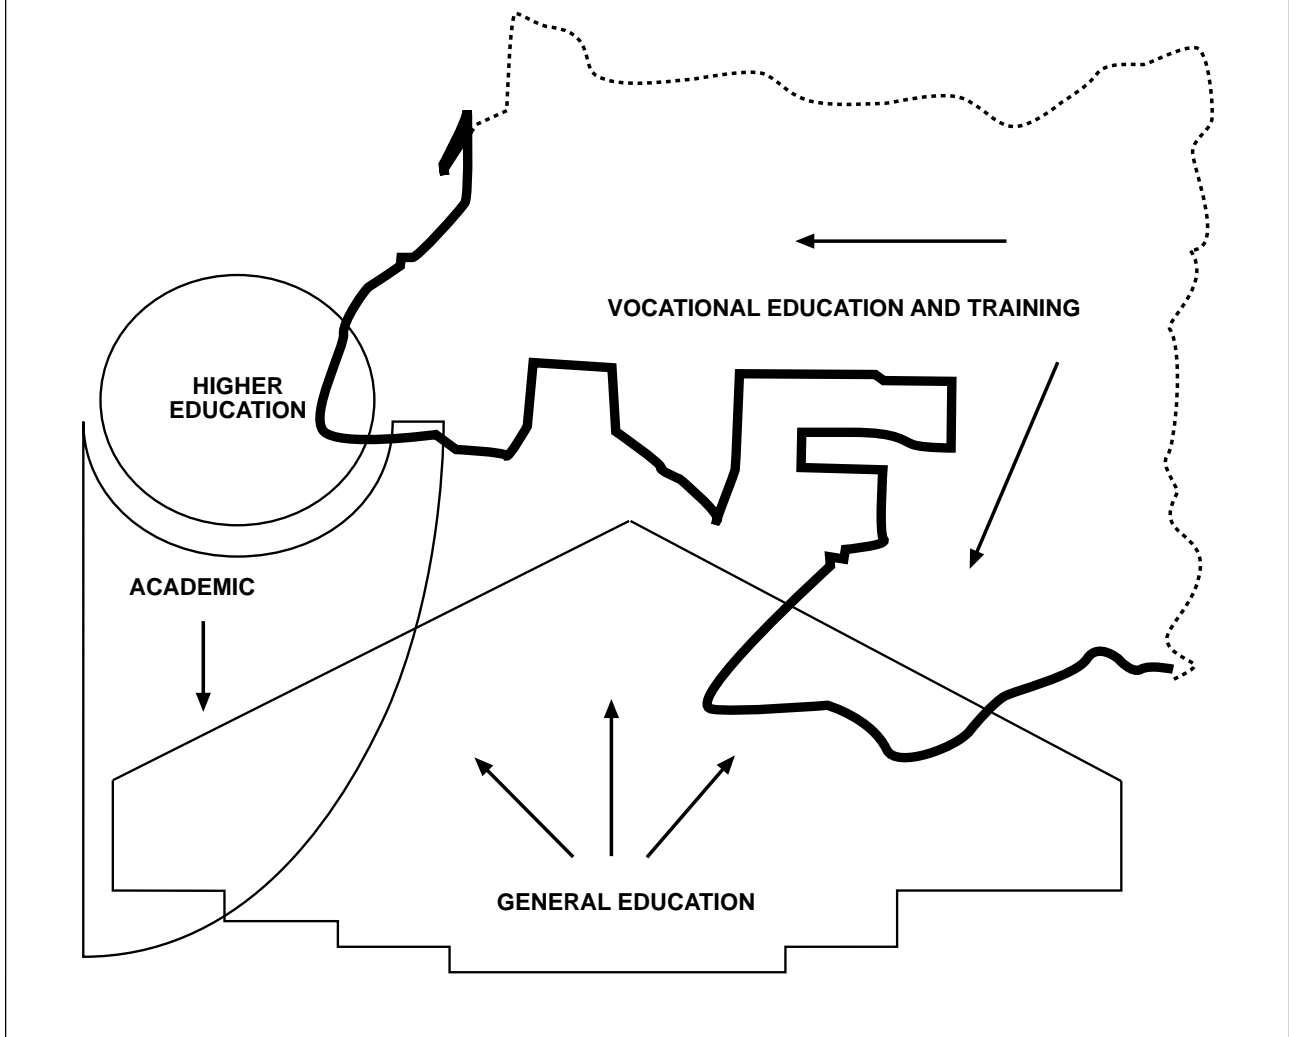 VOCATIONAL EDUCATION AND TRAINING
HIGHER
EDUCATION
ACADEMIC
GENERAL EDUCATION